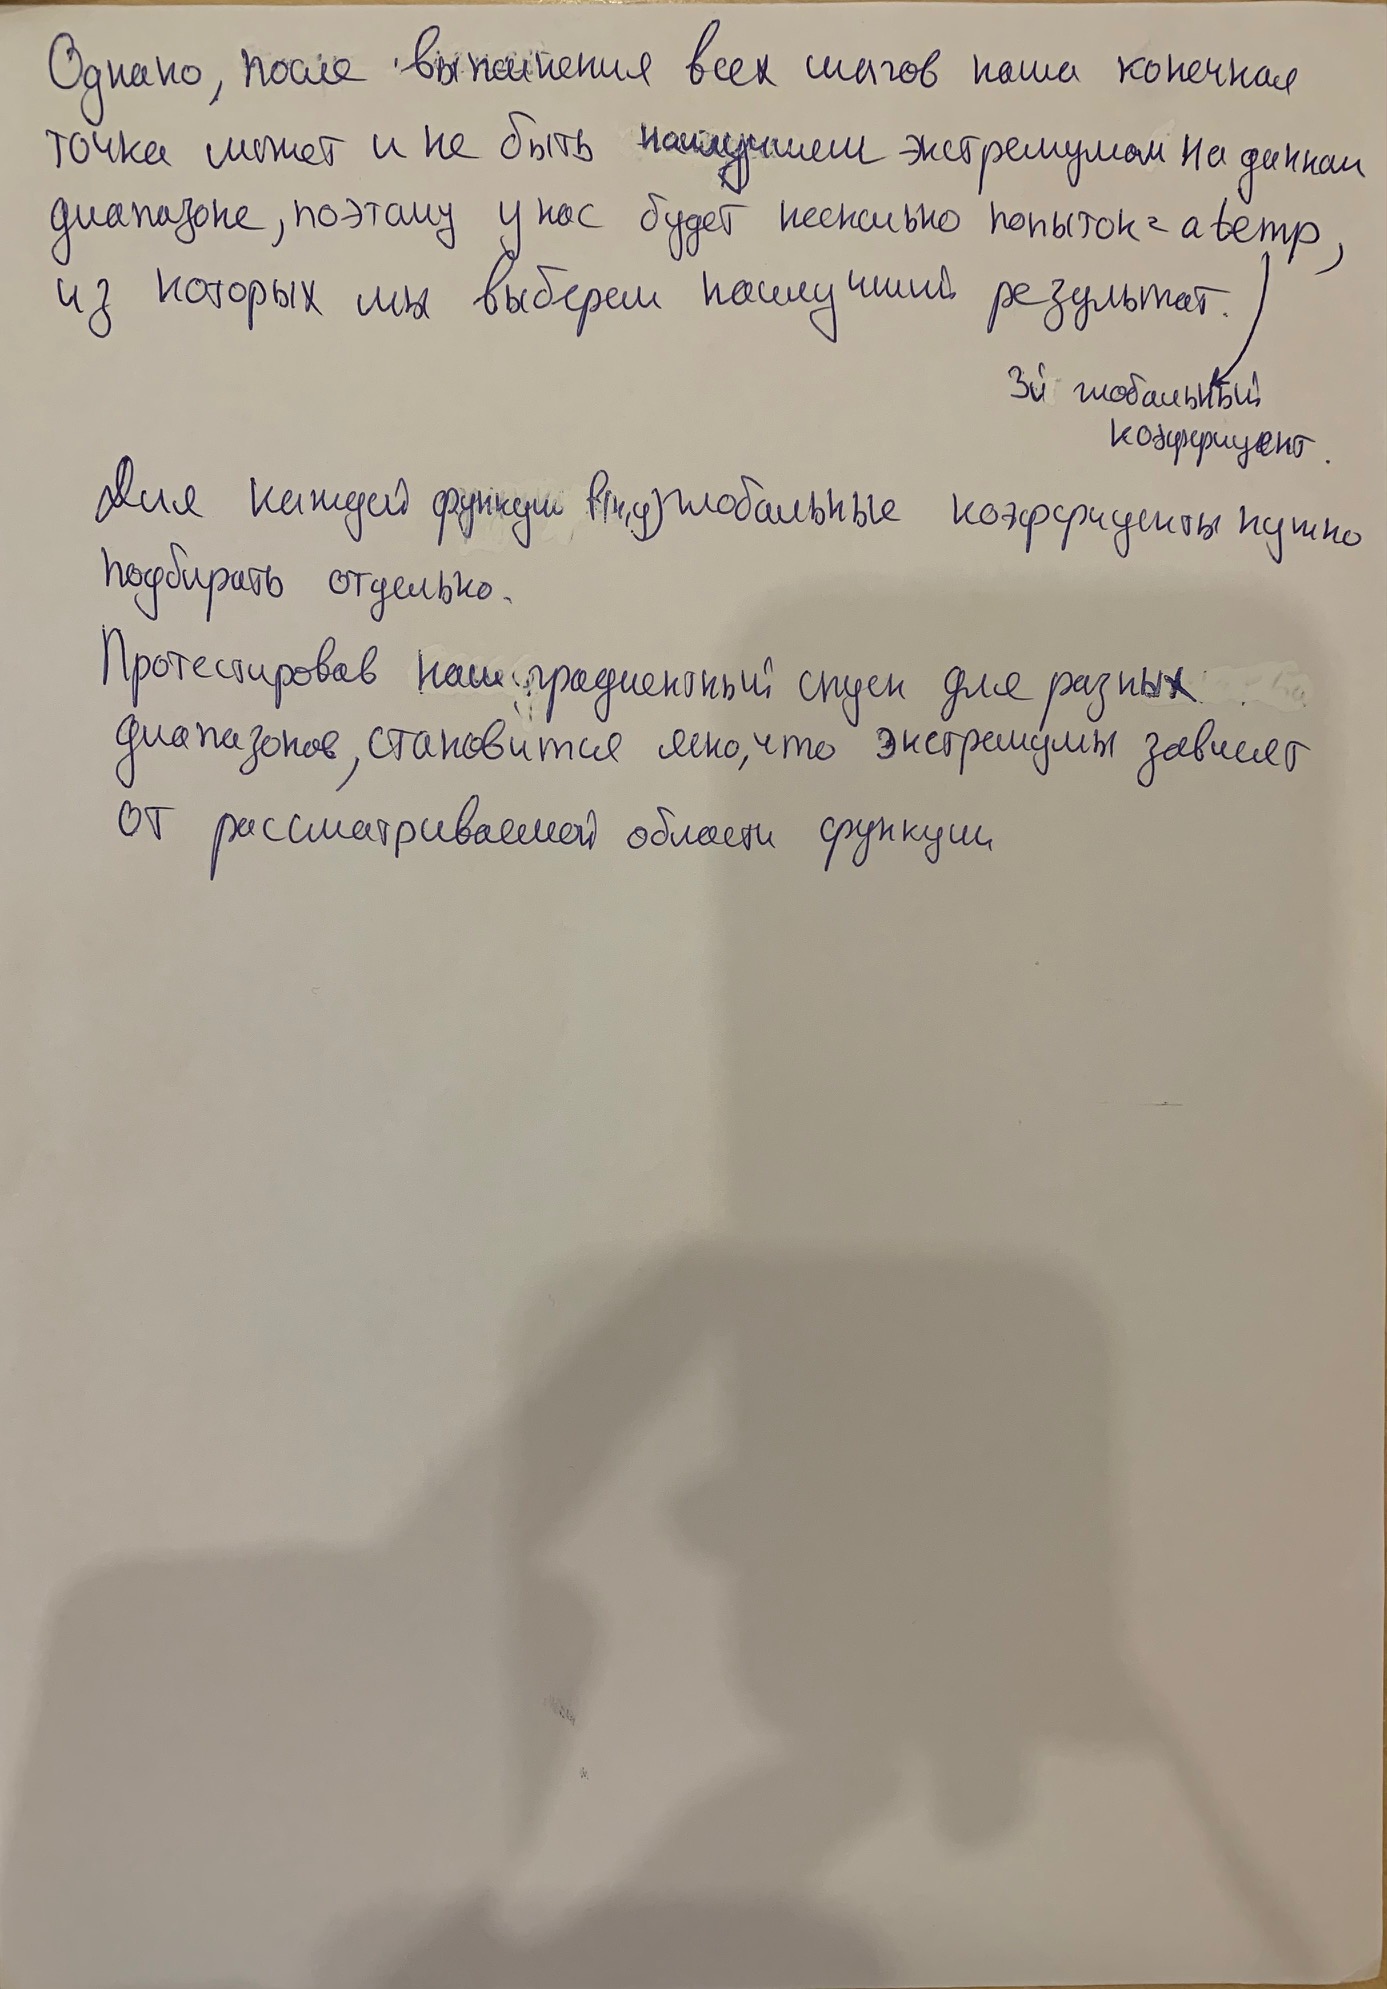 Однако, после выполнения всех шагов наша конечная
точка может и не быть наилучшем экстремумом на данном
диапазоне, поэтому у нас будет несколько попыток = atemp,
из которых мы выберем наилучший результат.
3й глобальный
коэффициент.
Для каждой функции f(x,y) глобальные коэффициенты нужно
подбирать отдельно.
Протестировав наш градиентный спуск для разных
диапазонов, становится ясно, что экстремумы зависят
от рассматриваемой области функции